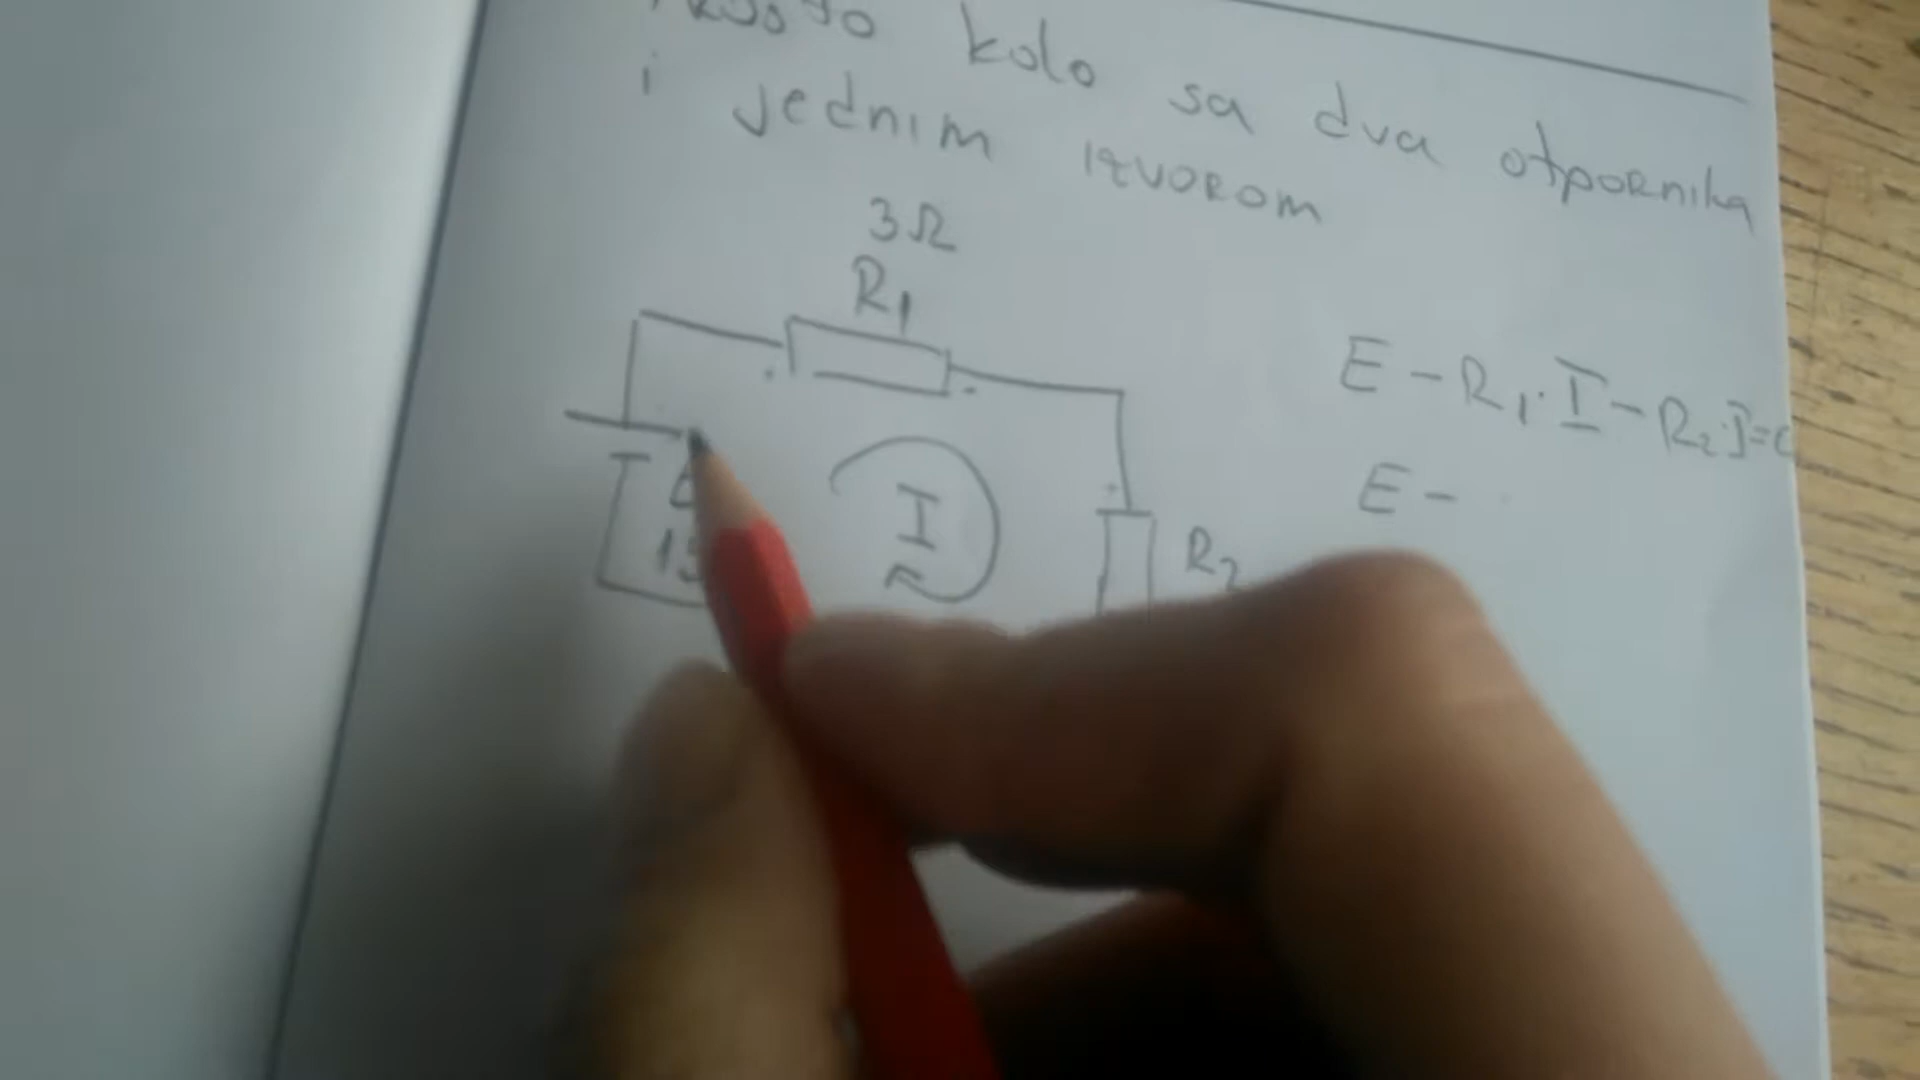 kolo sa dva otpornika
i jednim izvorom
3Ω
R1
E - R1·I - R2·I=0
E -
I
R2